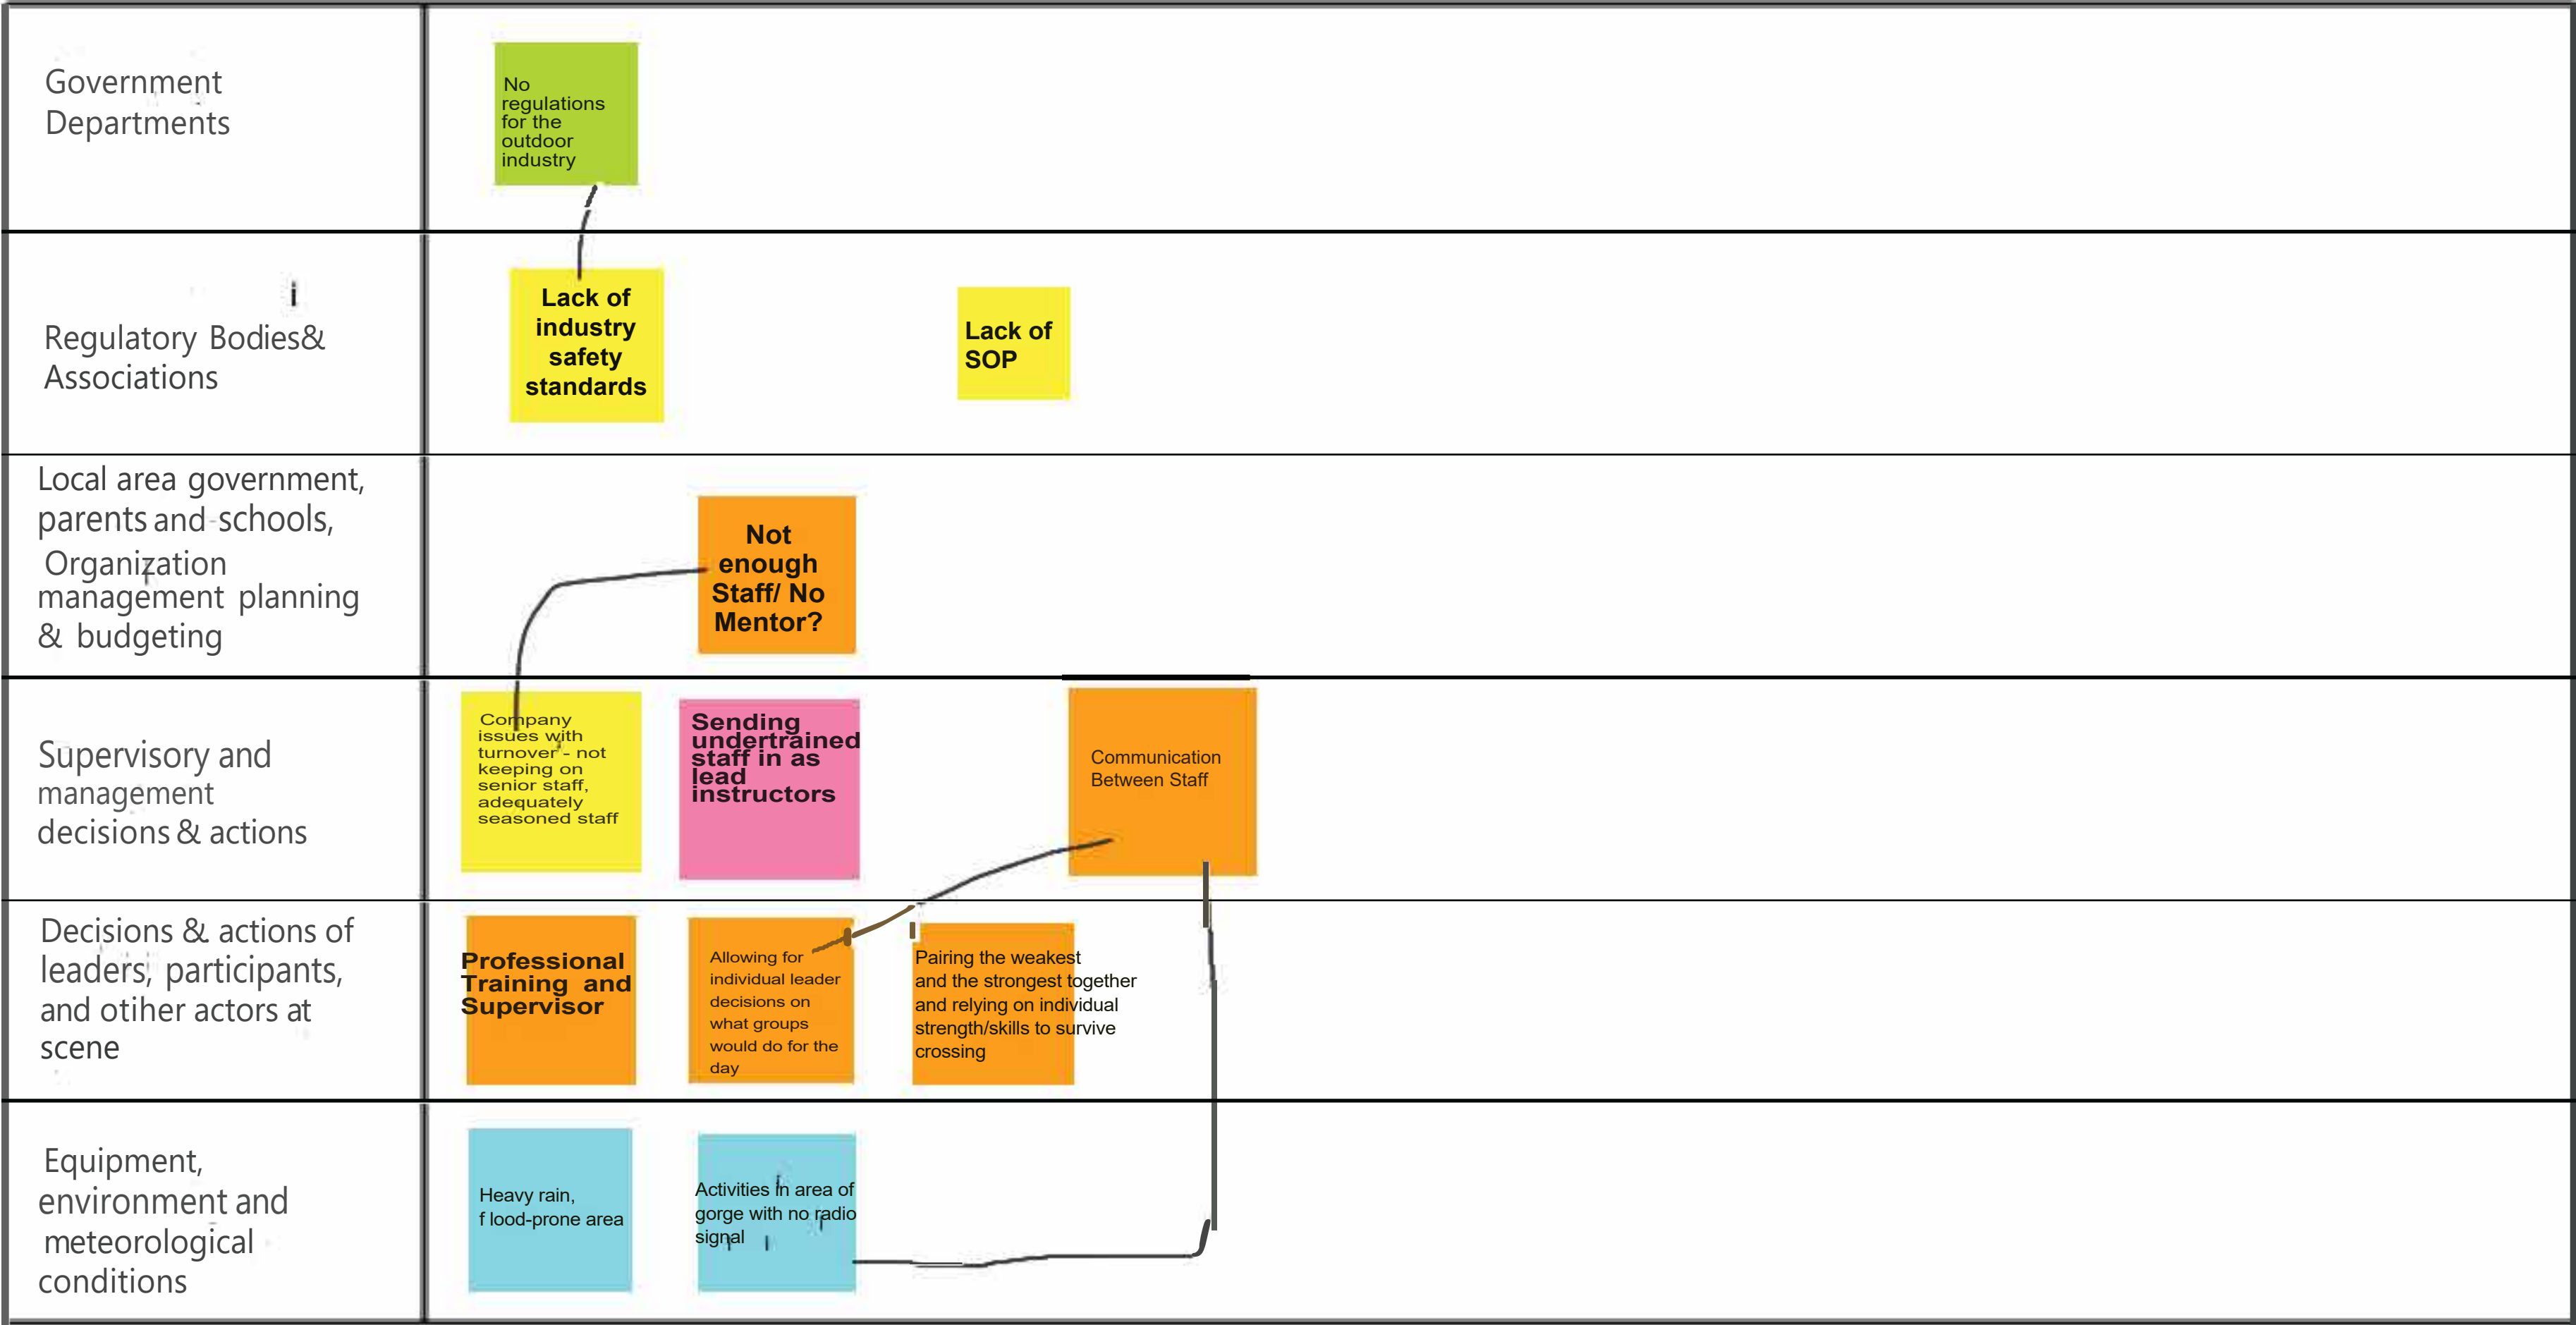 Government
Departments
No
regulations
for the
outdoor
industry
i
Regulatory Bodies&
Associations
Lack of
industry
safety
standards
Lack of
SOP
Local area government,
parents and schools,
Organization
management planning
& budgeting
Not
enough
Staff/ No
Mentor?
Supervisory and
management
decisions & actions
Company
issues with
turnover - not
keeping on
senior staff,
adequately
seasoned staff
Sending
undertrained
staff in as
lead
instructors
Communication
Between Staff
Decisions & actions of
leaders, participants,
and otiher actors at
scene
Professional
Training and
Supervisor
Allowing for
individual leader
decisions on
what groups
would do for the
day
Pairing the weakest
and the strongest together
and relying on individual
strength/skills to survive
crossing
Equipment,
environment and
meteorological
conditions
Heavy rain,
f lood-prone area
Activities in area of
gorge with no radio
signal